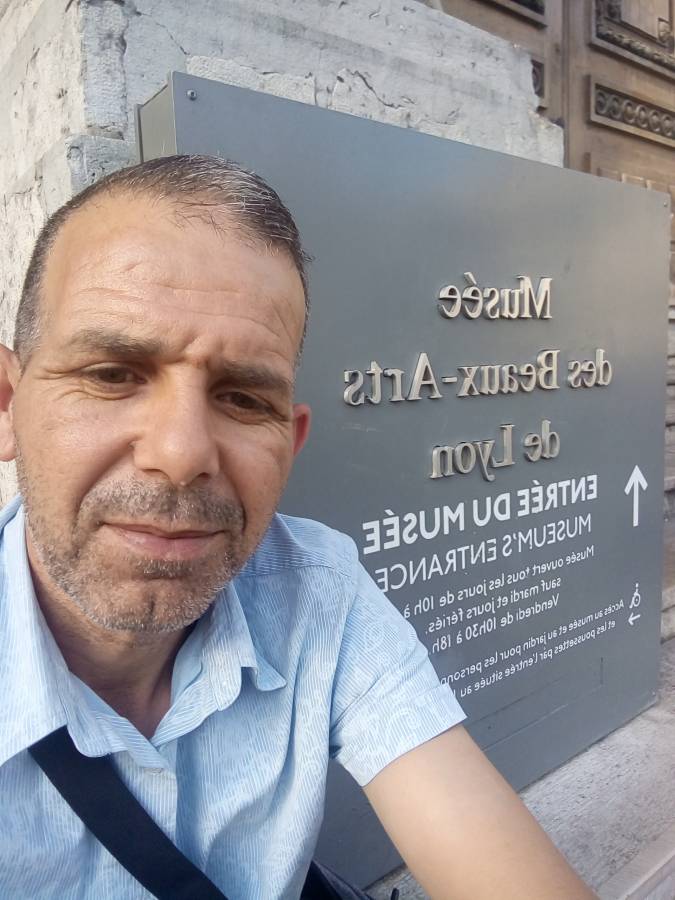 Musée
des Beaux-Arts
de Lyon
ENTRÉE DU MUSÉE
MUSEUM'S ENTRANCE
Musée ouvert tous les jours de 10h à
sauf mardi et jours fériés.
Vendredi de 10h30 à 18h.
Accès au musée et au jardin pour les
et les poussettes par l'entrée située au